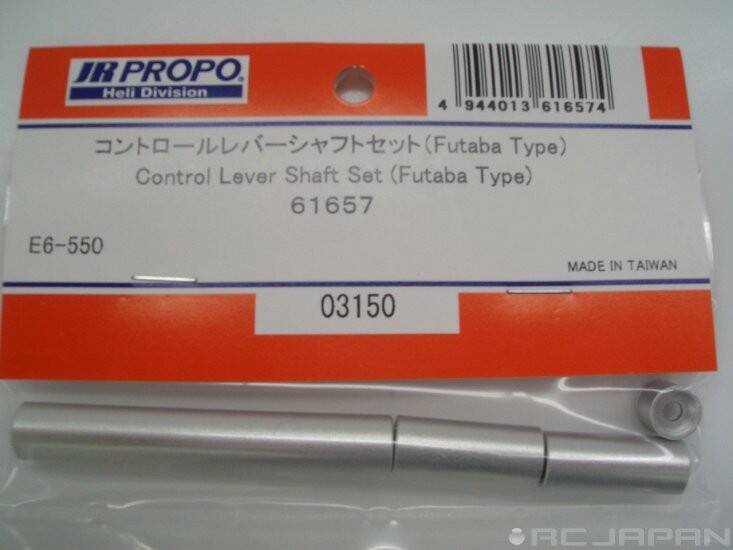 JR PROPO®
Heli Division
4 944013 616574
コントロールレバーシャフトセット(Futaba Type)
Control Lever Shaft Set (Futaba Type)
61657
E6-550
MADE IN TAIWAN
03150
RC JAPAN